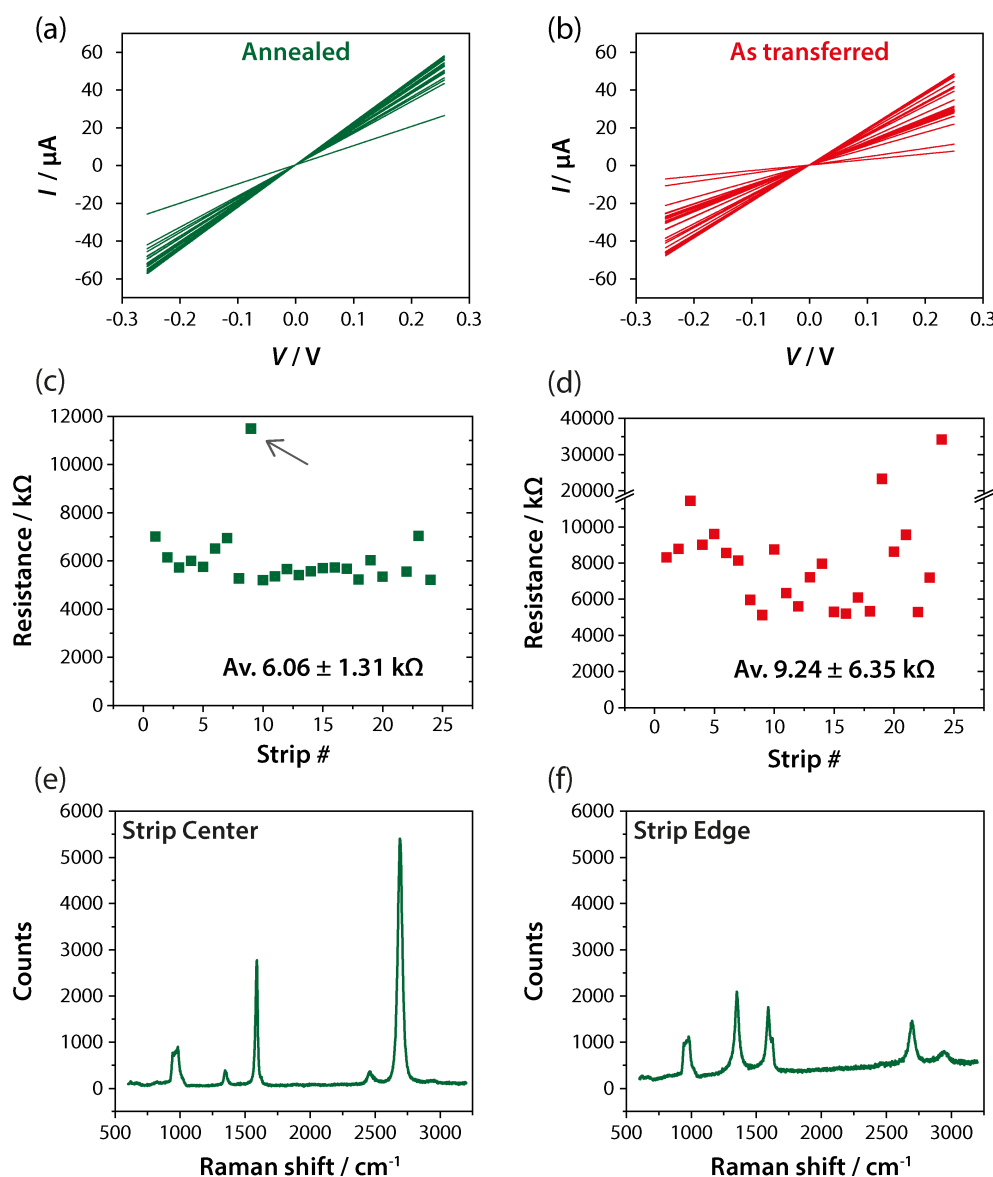 (a)
Annealed
60
40
20
0
-20
-40
-60
I / µA
-0.3 -0.2 -0.1 0.0 0.1 0.2 0.3
V / V
(b)
As transferred
60
40
20
0
-20
-40
-60
I / µA
-0.3 -0.2 -0.1 0.0 0.1 0.2 0.3
V / V
(c)
12000
10000
8000
6000
4000
2000
0
Resistance / kΩ
Av. 6.06 ± 1.31 kΩ
0 5 10 15 20 25
Strip #
(d)
40000
30000
20000
10000
8000
6000
4000
2000
0
Resistance / kΩ
Av. 9.24 ± 6.35 kΩ
0 5 10 15 20 25
Strip #
(e)
Strip Center
6000
5000
4000
3000
2000
1000
0
Counts
500 1000 1500 2000 2500 3000
Raman shift / cm⁻¹
(f)
Strip Edge
6000
5000
4000
3000
2000
1000
0
Counts
500 1000 1500 2000 2500 3000
Raman shift / cm⁻¹